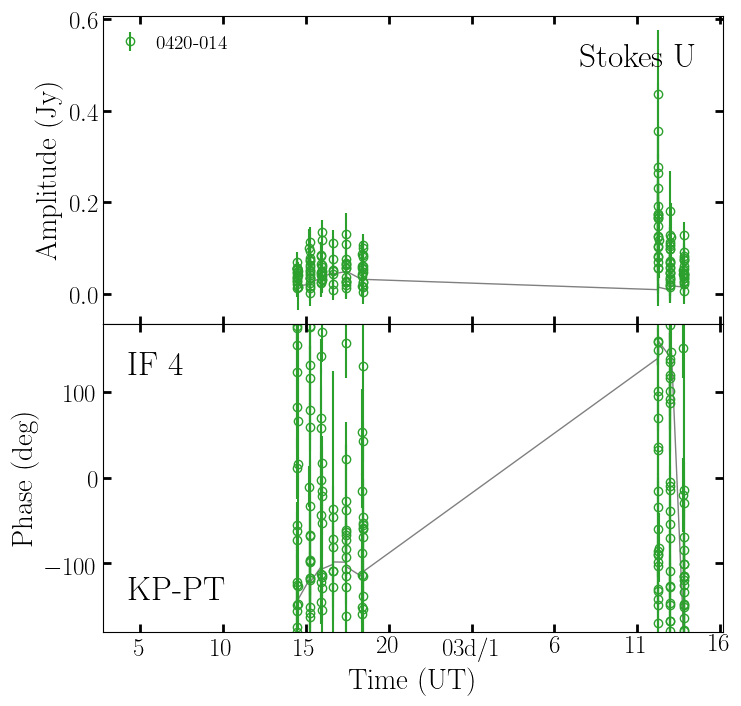 0.6
0420-014
Stokes U
0.4
0.2
0.0
Amplitude (Jy)
IF 4
100
0
−100
Phase (deg)
KP-PT
5
10
15
20
03d/1
6
11
16
Time (UT)